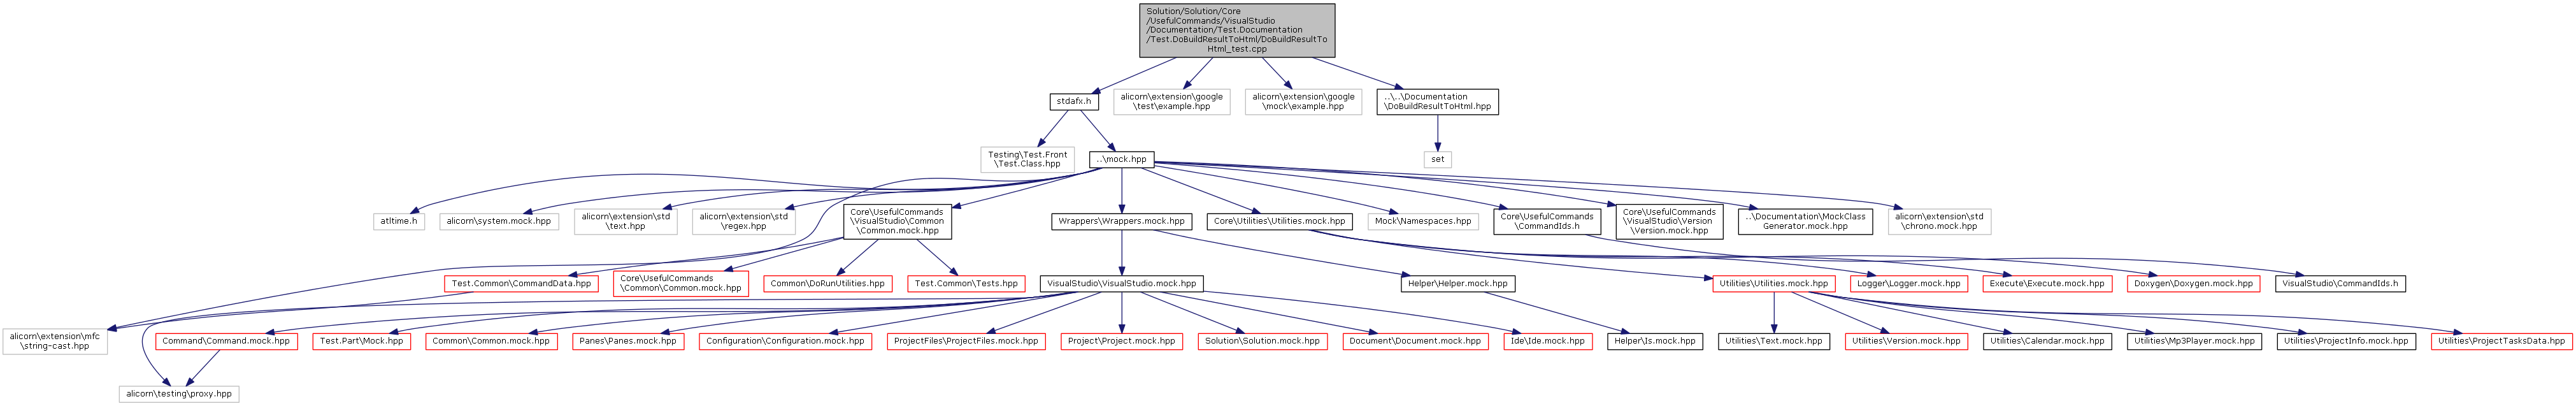 Solution/Solution/Core
/UsefulCommands/VisualStudio
/Documentation/Test.Documentation
/Test.DoBuildResultToHtml/DoBuildResultTo
Html_test.cpp
stdafx.h
alicorn\extension\google
\test\example.hpp
alicorn\extension\google
\mock\example.hpp
..\..\Documentation
\DoBuildResultToHtml.hpp
Testing\Test.Front
\Test.Class.hpp
..\mock.hpp
set
atltime.h
alicorn\system.mock.hpp
alicorn\extension\std
\text.hpp
alicorn\extension\std
\regex.hpp
Core\UsefulCommands
\VisualStudio\Common
\Common.mock.hpp
Wrappers\Wrappers.mock.hpp
Core\Utilities\Utilities.mock.hpp
Mock\Namespaces.hpp
Core\UsefulCommands
\CommandIds.h
Core\UsefulCommands
\VisualStudio\Version
\Version.mock.hpp
..\Documentation\MockClass
Generator.mock.hpp
alicorn\extension\std
\chrono.mock.hpp
Test.Common\CommandData.hpp
Core\UsefulCommands
\Common\Common.mock.hpp
Common\DoRunUtilities.hpp
Test.Common\Tests.hpp
VisualStudio\VisualStudio.mock.hpp
Helper\Helper.mock.hpp
Utilities\Utilities.mock.hpp
Logger\Logger.mock.hpp
Execute\Execute.mock.hpp
Doxygen\Doxygen.mock.hpp
VisualStudio\CommandIds.h
alicorn\extension\mfc
\string-cast.hpp
Command\Command.mock.hpp
Test.Part\Mock.hpp
Common\Common.mock.hpp
Panes\Panes.mock.hpp
Configuration\Configuration.mock.hpp
ProjectFiles\ProjectFiles.mock.hpp
Project\Project.mock.hpp
Solution\Solution.mock.hpp
Document\Document.mock.hpp
Ide\Ide.mock.hpp
Helper\Is.mock.hpp
Utilities\Text.mock.hpp
Utilities\Version.mock.hpp
Utilities\Calendar.mock.hpp
Utilities\Mp3Player.mock.hpp
Utilities\ProjectInfo.mock.hpp
Utilities\ProjectTasksData.hpp
alicorn\testing\proxy.hpp